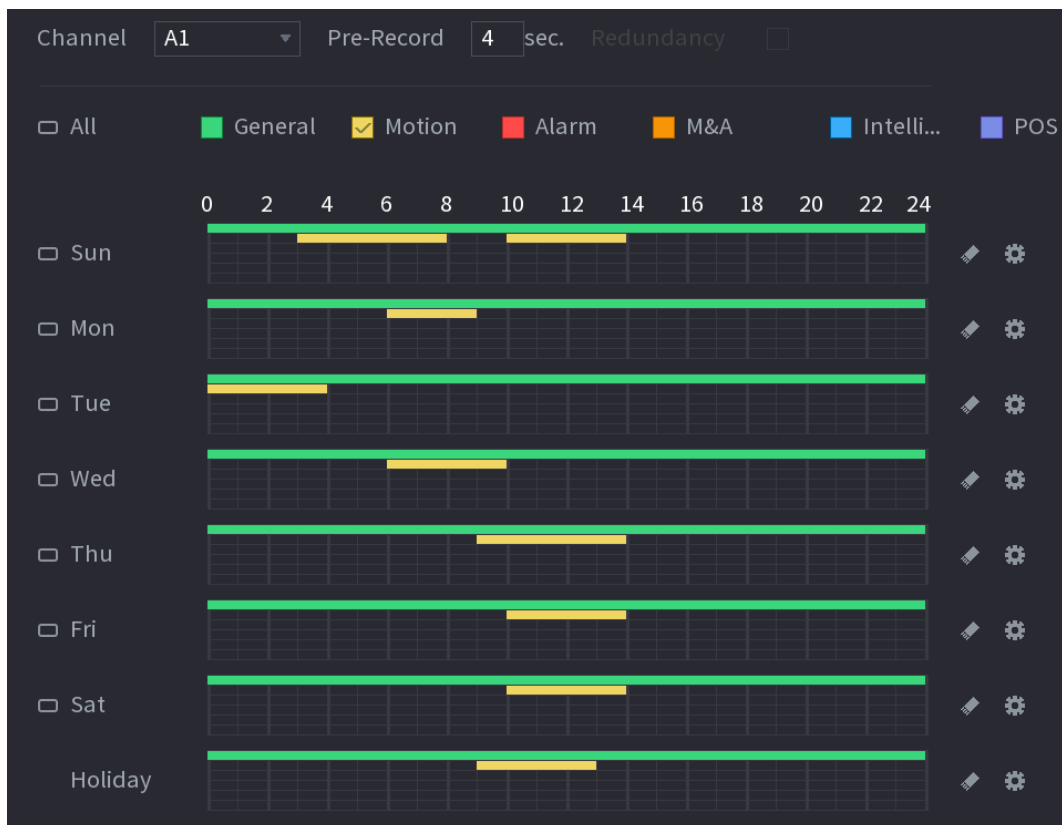 Channel A1 Pre-Record 4 sec. Redundancy
All General Motion Alarm M&A Intelli... POS
0 2 4 6 8 10 12 14 16 18 20 22 24
Sun
Mon
Tue
Wed
Thu
Fri
Sat
Holiday